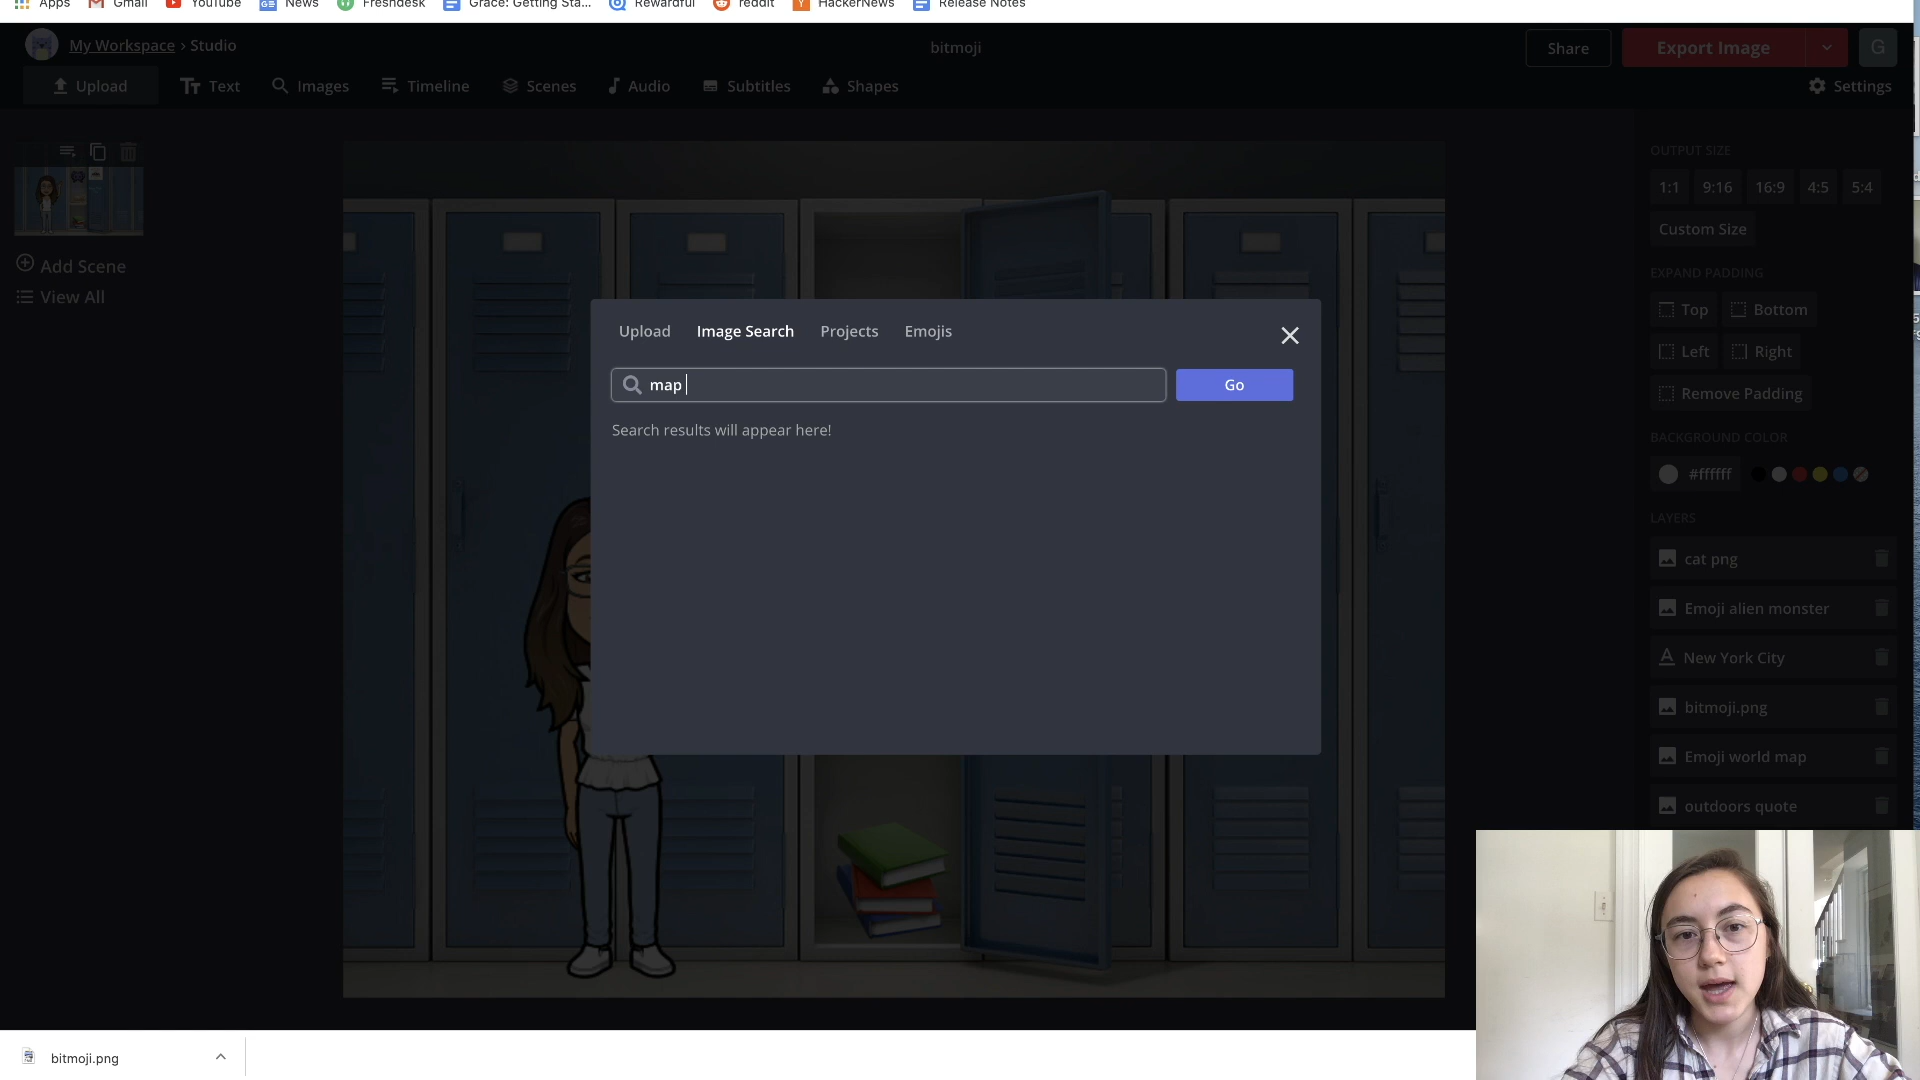 Apps Gmail YouTube News Freshdesk Grace: Getting Sta... Rewardful reddit HackerNews Release Notes
My Workspace › Studio
bitmoji
Share
Export Image
G
Upload
Text
Images
Timeline
Scenes
Audio
Subtitles
Shapes
Settings
Add Scene
View All
Upload Image Search Projects Emojis
map
Go
Search results will appear here!
OUTPUT SIZE
1:1 9:16 16:9 4:5 5:4
Custom Size
EXPAND PADDING
Top Bottom
Left Right
Remove Padding
BACKGROUND COLOR
#ffffff
LAYERS
cat png
Emoji alien monster
New York City
bitmoji.png
Emoji world map
outdoors quote
bitmoji.png